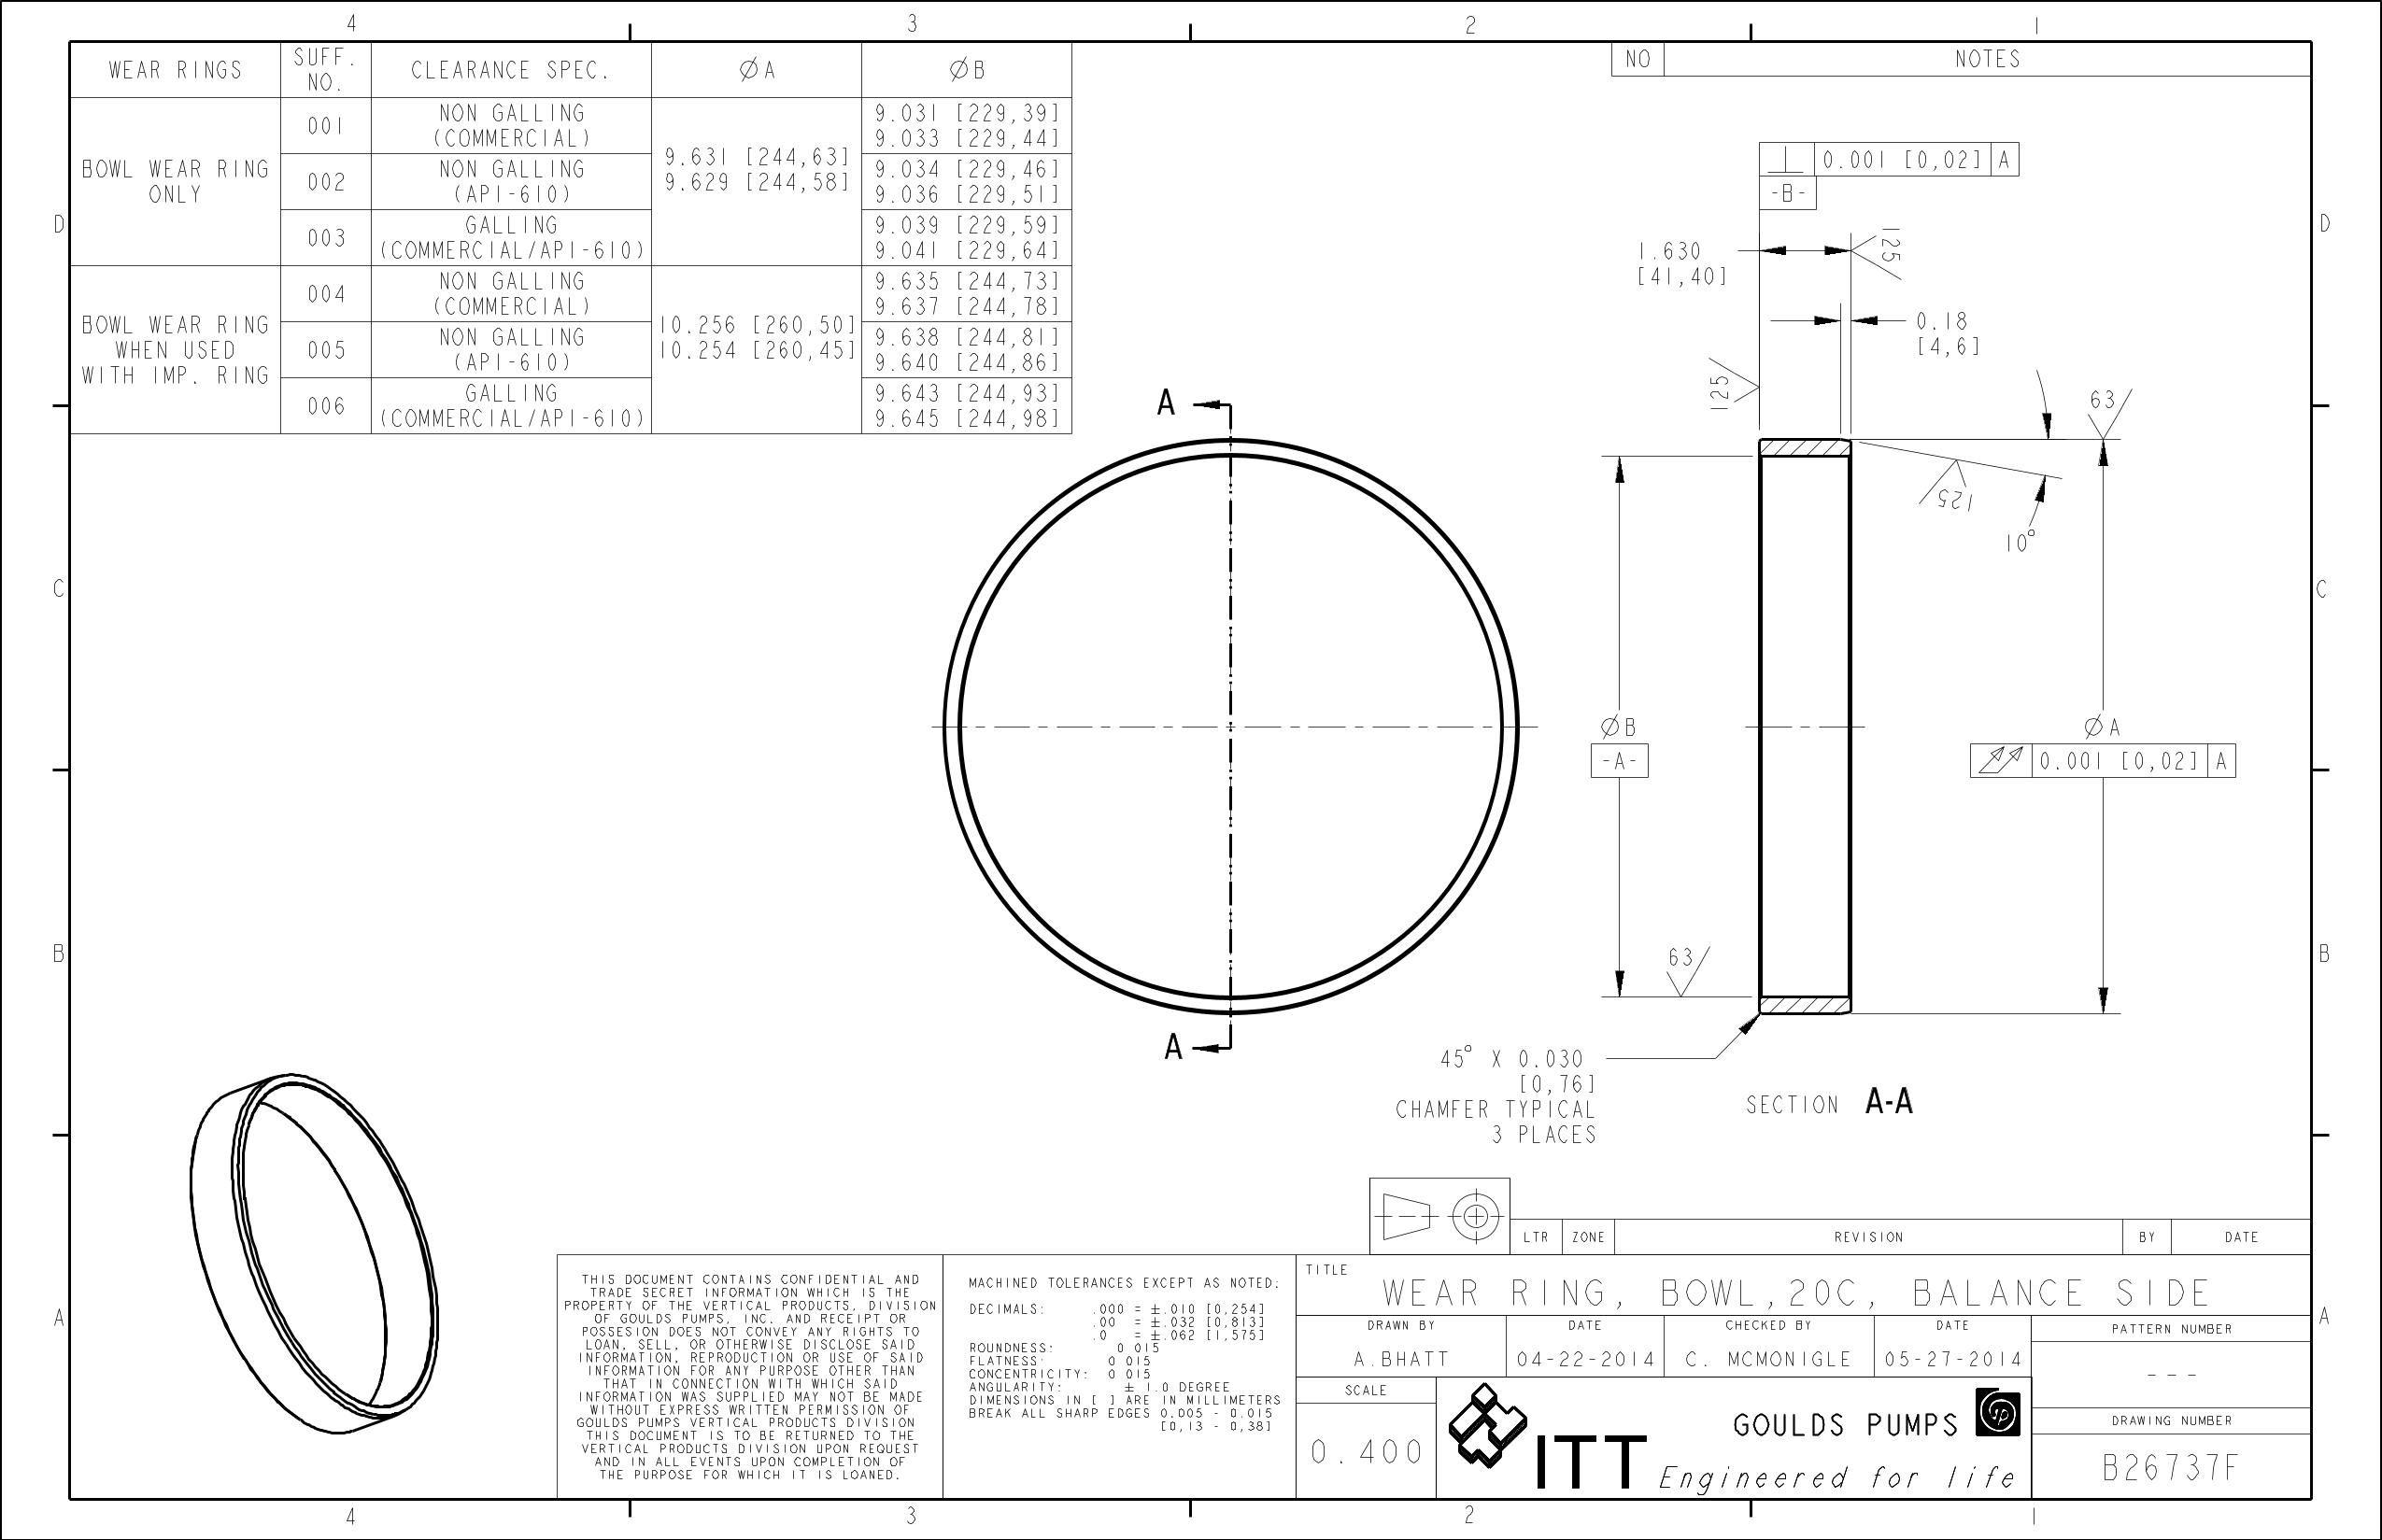 4 3 2 1
WEAR RINGS
SUFF. NO.
CLEARANCE SPEC.
∅A
∅B
BOWL WEAR RING
ONLY
001
NON GALLING
(COMMERCIAL)
9.631 [244,63]
9.629 [244,58]
9.031 [229,39]
9.033 [229,44]
002
NON GALLING
(API-610)
9.034 [229,46]
9.036 [229,51]
003
GALLING
(COMMERCIAL/API-610)
9.039 [229,59]
9.041 [229,64]
BOWL WEAR RING
WHEN USED
WITH IMP. RING
004
NON GALLING
(COMMERCIAL)
10.256 [260,50]
10.254 [260,45]
9.635 [244,73]
9.637 [244,78]
005
NON GALLING
(API-610)
9.638 [244,81]
9.640 [244,86]
006
GALLING
(COMMERCIAL/API-610)
9.643 [244,93]
9.645 [244,98]
NO NOTES
D
C
B
A
D
C
B
A
⊥ 0.001 [0,02] A
-B-
1.630
[41,40]
125
0.18
[4,6]
125
63
125
10°
A
A
∅B
-A-
∅A
0.001 [0,02] A
63
45° X 0.030
[0,76]
CHAMFER TYPICAL
3 PLACES
SECTION A-A
LTR ZONE REVISION BY DATE
THIS DOCUMENT CONTAINS CONFIDENTIAL AND
TRADE SECRET INFORMATION WHICH IS THE
PROPERTY OF THE VERTICAL PRODUCTS, DIVISION
OF GOULDS PUMPS, INC. AND RECEIPT OR
POSSESION DOES NOT CONVEY ANY RIGHTS TO
LOAN, SELL, OR OTHERWISE DISCLOSE SAID
INFORMATION, REPRODUCTION OR USE OF SAID
INFORMATION FOR ANY PURPOSE OTHER THAN
THAT IN CONNECTION WITH WHICH SAID
INFORMATION WAS SUPPLIED MAY NOT BE MADE
WITHOUT EXPRESS WRITTEN PERMISSION OF
GOULDS PUMPS VERTICAL PRODUCTS DIVISION
THIS DOCUMENT IS TO BE RETURNED TO THE
VERTICAL PRODUCTS DIVISION UPON REQUEST
AND IN ALL EVENTS UPON COMPLETION OF
THE PURPOSE FOR WHICH IT IS LOANED.
MACHINED TOLERANCES EXCEPT AS NOTED:
DECIMALS: .000 = ±.010 [0,254]
.00 = ±.032 [0,813]
.0 = ±.062 [1,575]
ROUNDNESS: 0.015
FLATNESS: 0.015
CONCENTRICITY: 0.015
ANGULARITY: ± 1.0 DEGREE
DIMENSIONS IN [ ] ARE IN MILLIMETERS
BREAK ALL SHARP EDGES 0.005 - 0.015
[0,13 - 0,38]
TITLE
WEAR RING, BOWL,20C, BALANCE SIDE
DRAWN BY DATE CHECKED BY DATE
A.BHATT 04-22-2014 C. MCMONIGLE 05-27-2014
PATTERN NUMBER
---
SCALE
0.400
ITT
GOULDS PUMPS
gp
Engineered for life
DRAWING NUMBER
B26737F
4 3 2 1